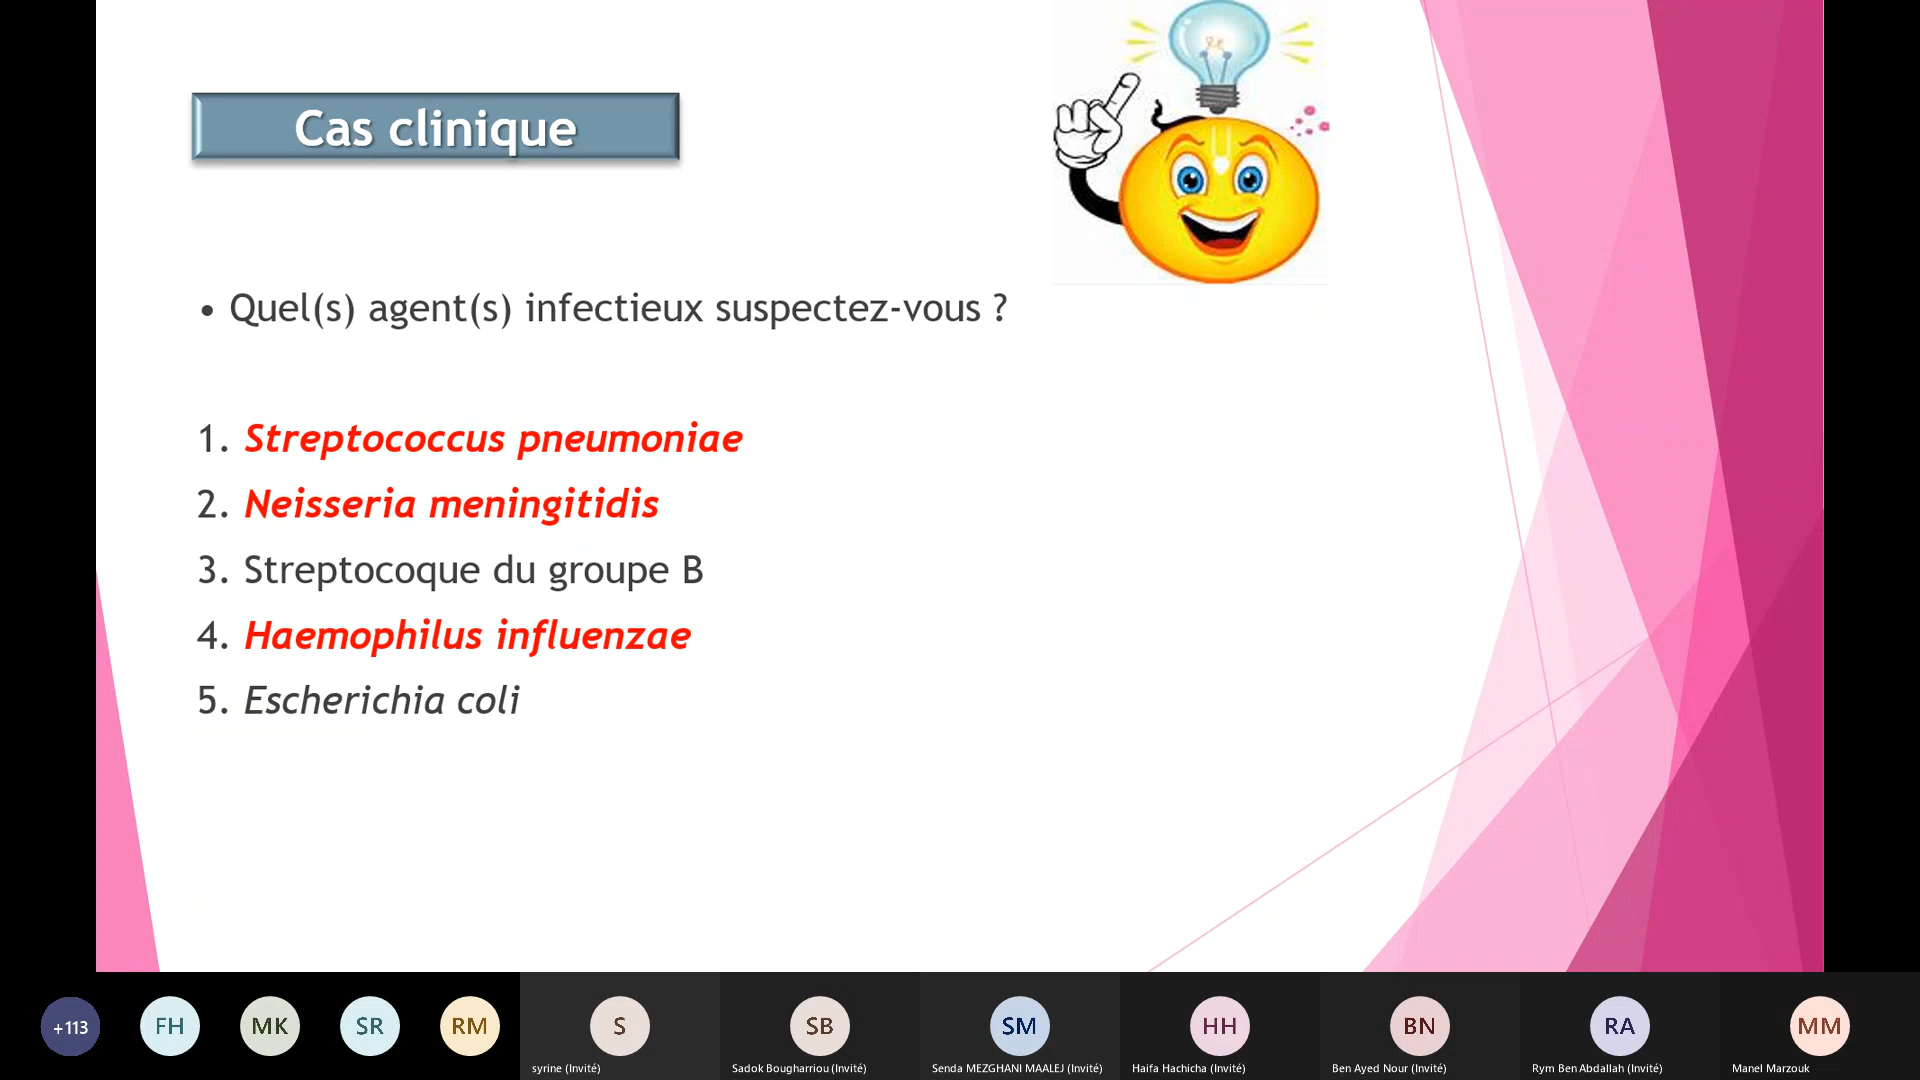 Cas clinique
• Quel(s) agent(s) infectieux suspectez-vous ?
1. Streptococcus pneumoniae
2. Neisseria meningitidis
3. Streptocoque du groupe B
4. Haemophilus influenzae
5. Escherichia coli
+113
FH
MK
SR
RM
S
SB
SM
HH
BN
RA
MM
syrine (Invité)
Sadok Bougharriou (Invité)
Senda MEZGHANI MAALEJ (Invité)
Haifa Hachicha (Invité)
Ben Ayed Nour (Invité)
Rym Ben Abdallah (Invité)
Manel Marzouk